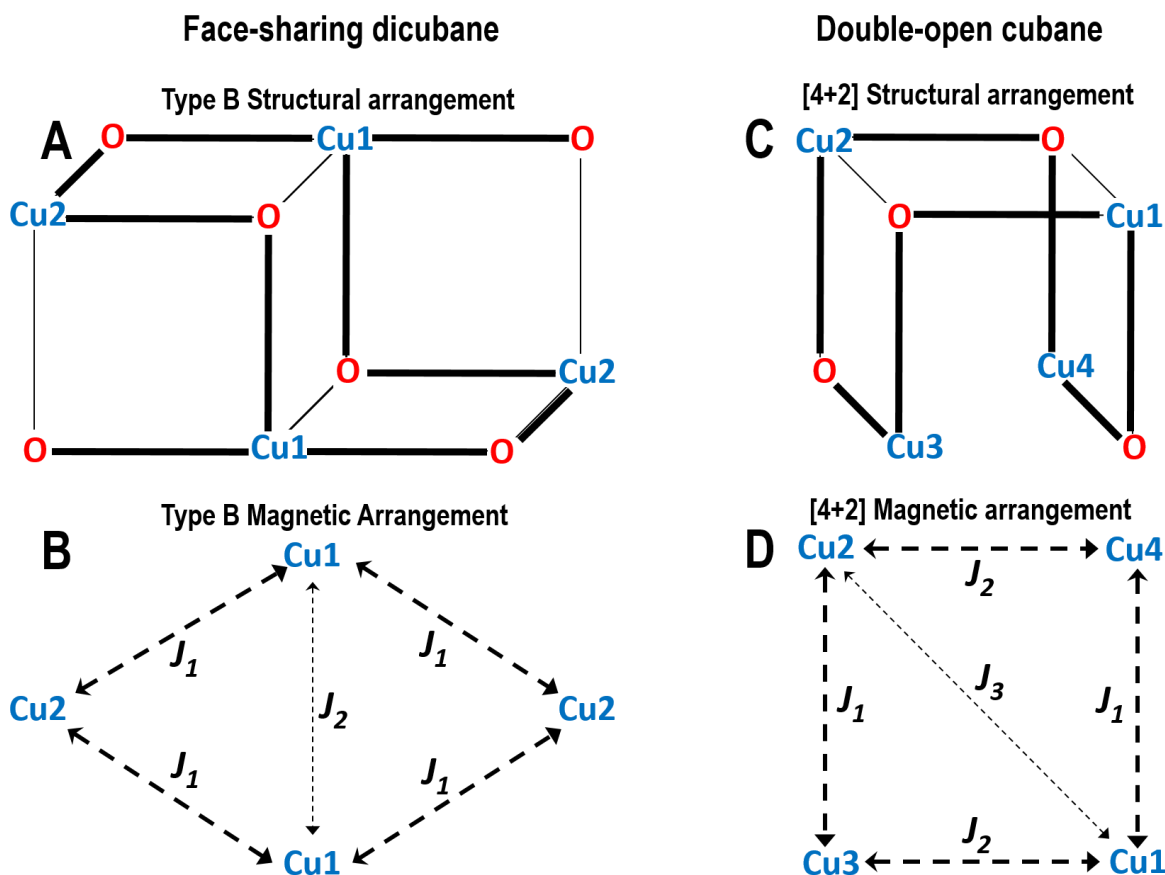 Face-sharing dicubane
Double-open cubane
Type B Structural arrangement
[4+2] Structural arrangement
A
O
Cu1
O
Cu2
O
O
Cu2
O
Cu1
O
C
Cu2
O
O
Cu1
O
Cu4
Cu3
O
Type B Magnetic Arrangement
[4+2] Magnetic arrangement
B
Cu1
J1
J1
Cu2
J2
Cu2
J1
J1
Cu1
D
Cu2
Cu4
J2
J1
J3
J1
J2
Cu3
Cu1